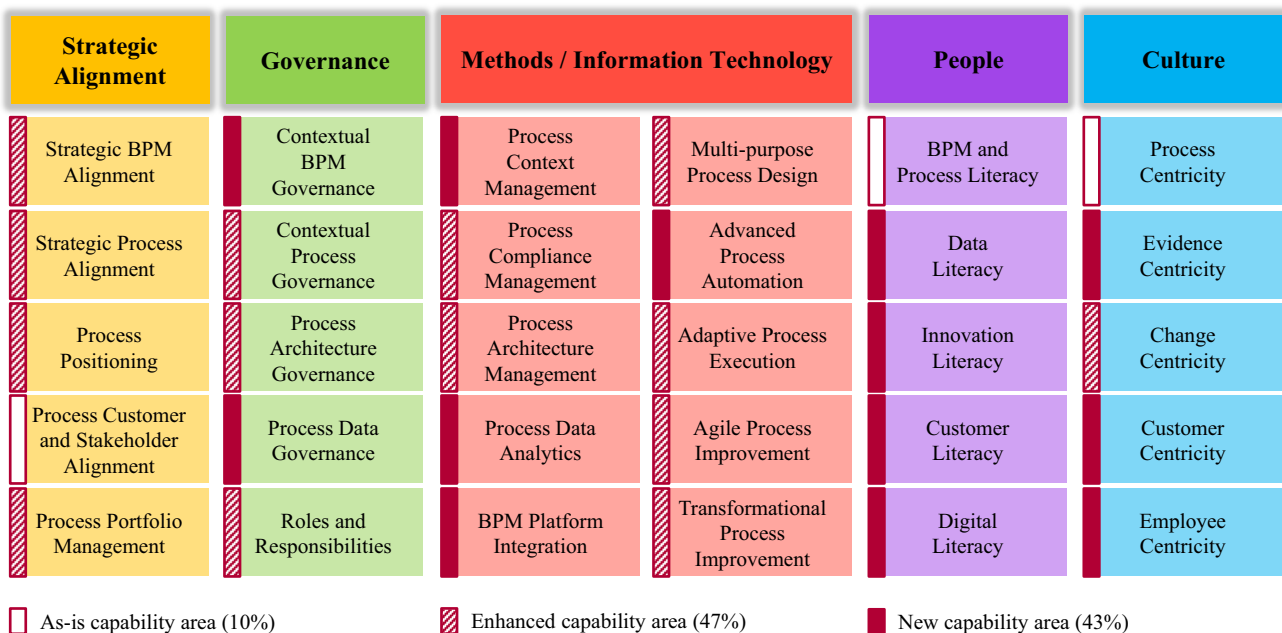 Strategic
Alignment
Governance
Methods / Information Technology
People
Culture
Strategic BPM
Alignment
Contextual
BPM
Governance
Process
Context
Management
Multi-purpose
Process Design
BPM and
Process Literacy
Process
Centricity
Strategic Process
Alignment
Contextual
Process
Governance
Process
Compliance
Management
Advanced
Process
Automation
Data
Literacy
Evidence
Centricity
Process
Positioning
Process
Architecture
Governance
Process
Architecture
Management
Adaptive Process
Execution
Innovation
Literacy
Change
Centricity
Process Customer
and Stakeholder
Alignment
Process Data
Governance
Process Data
Analytics
Agile Process
Improvement
Customer
Literacy
Customer
Centricity
Process Portfolio
Management
Roles and
Responsibilities
BPM Platform
Integration
Transformational
Process
Improvement
Digital
Literacy
Employee
Centricity
As-is capability area (10%)
Enhanced capability area (47%)
New capability area (43%)